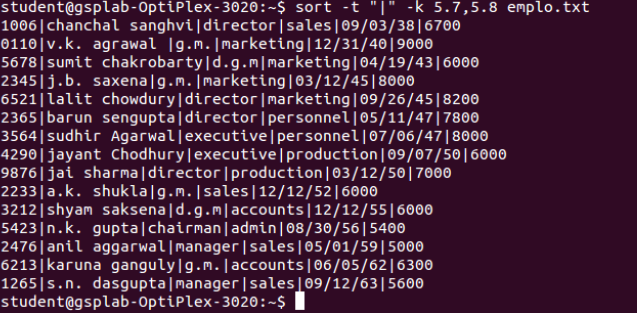 student@gsplab-OptiPlex-3020:~$ sort -t "|" -k 5.7,5.8 emplo.txt
1006|chanchal sanghvi|director|sales|09/03/38|6700
0110|v.k. agrawal |g.m.|marketing|12/31/40|9000
5678|sumit chakrobarty|d.g.m|marketing|04/19/43|6000
2345|j.b. saxena|g.m.|marketing|03/12/45|8000
6521|lalit chowdury|director|marketing|09/26/45|8200
2365|barun sengupta|director|personnel|05/11/47|7800
3564|sudhir Agarwal|executive|personnel|07/06/47|8000
4290|jayant Chodhury|executive|production|09/07/50|6000
9876|jai sharma|director|production|03/12/50|7000
2233|a.k. shukla|g.m.|sales|12/12/52|6000
3212|shyam saksena|d.g.m|accounts|12/12/55|6000
5423|n.k. gupta|chairman|admin|08/30/56|5400
2476|anil aggarwal|manager|sales|05/01/59|5000
6213|karuna ganguly|g.m.|accounts|06/05/62|6300
1265|s.n. dasgupta|manager|sales|09/12/63|5600
student@gsplab-OptiPlex-3020:~$